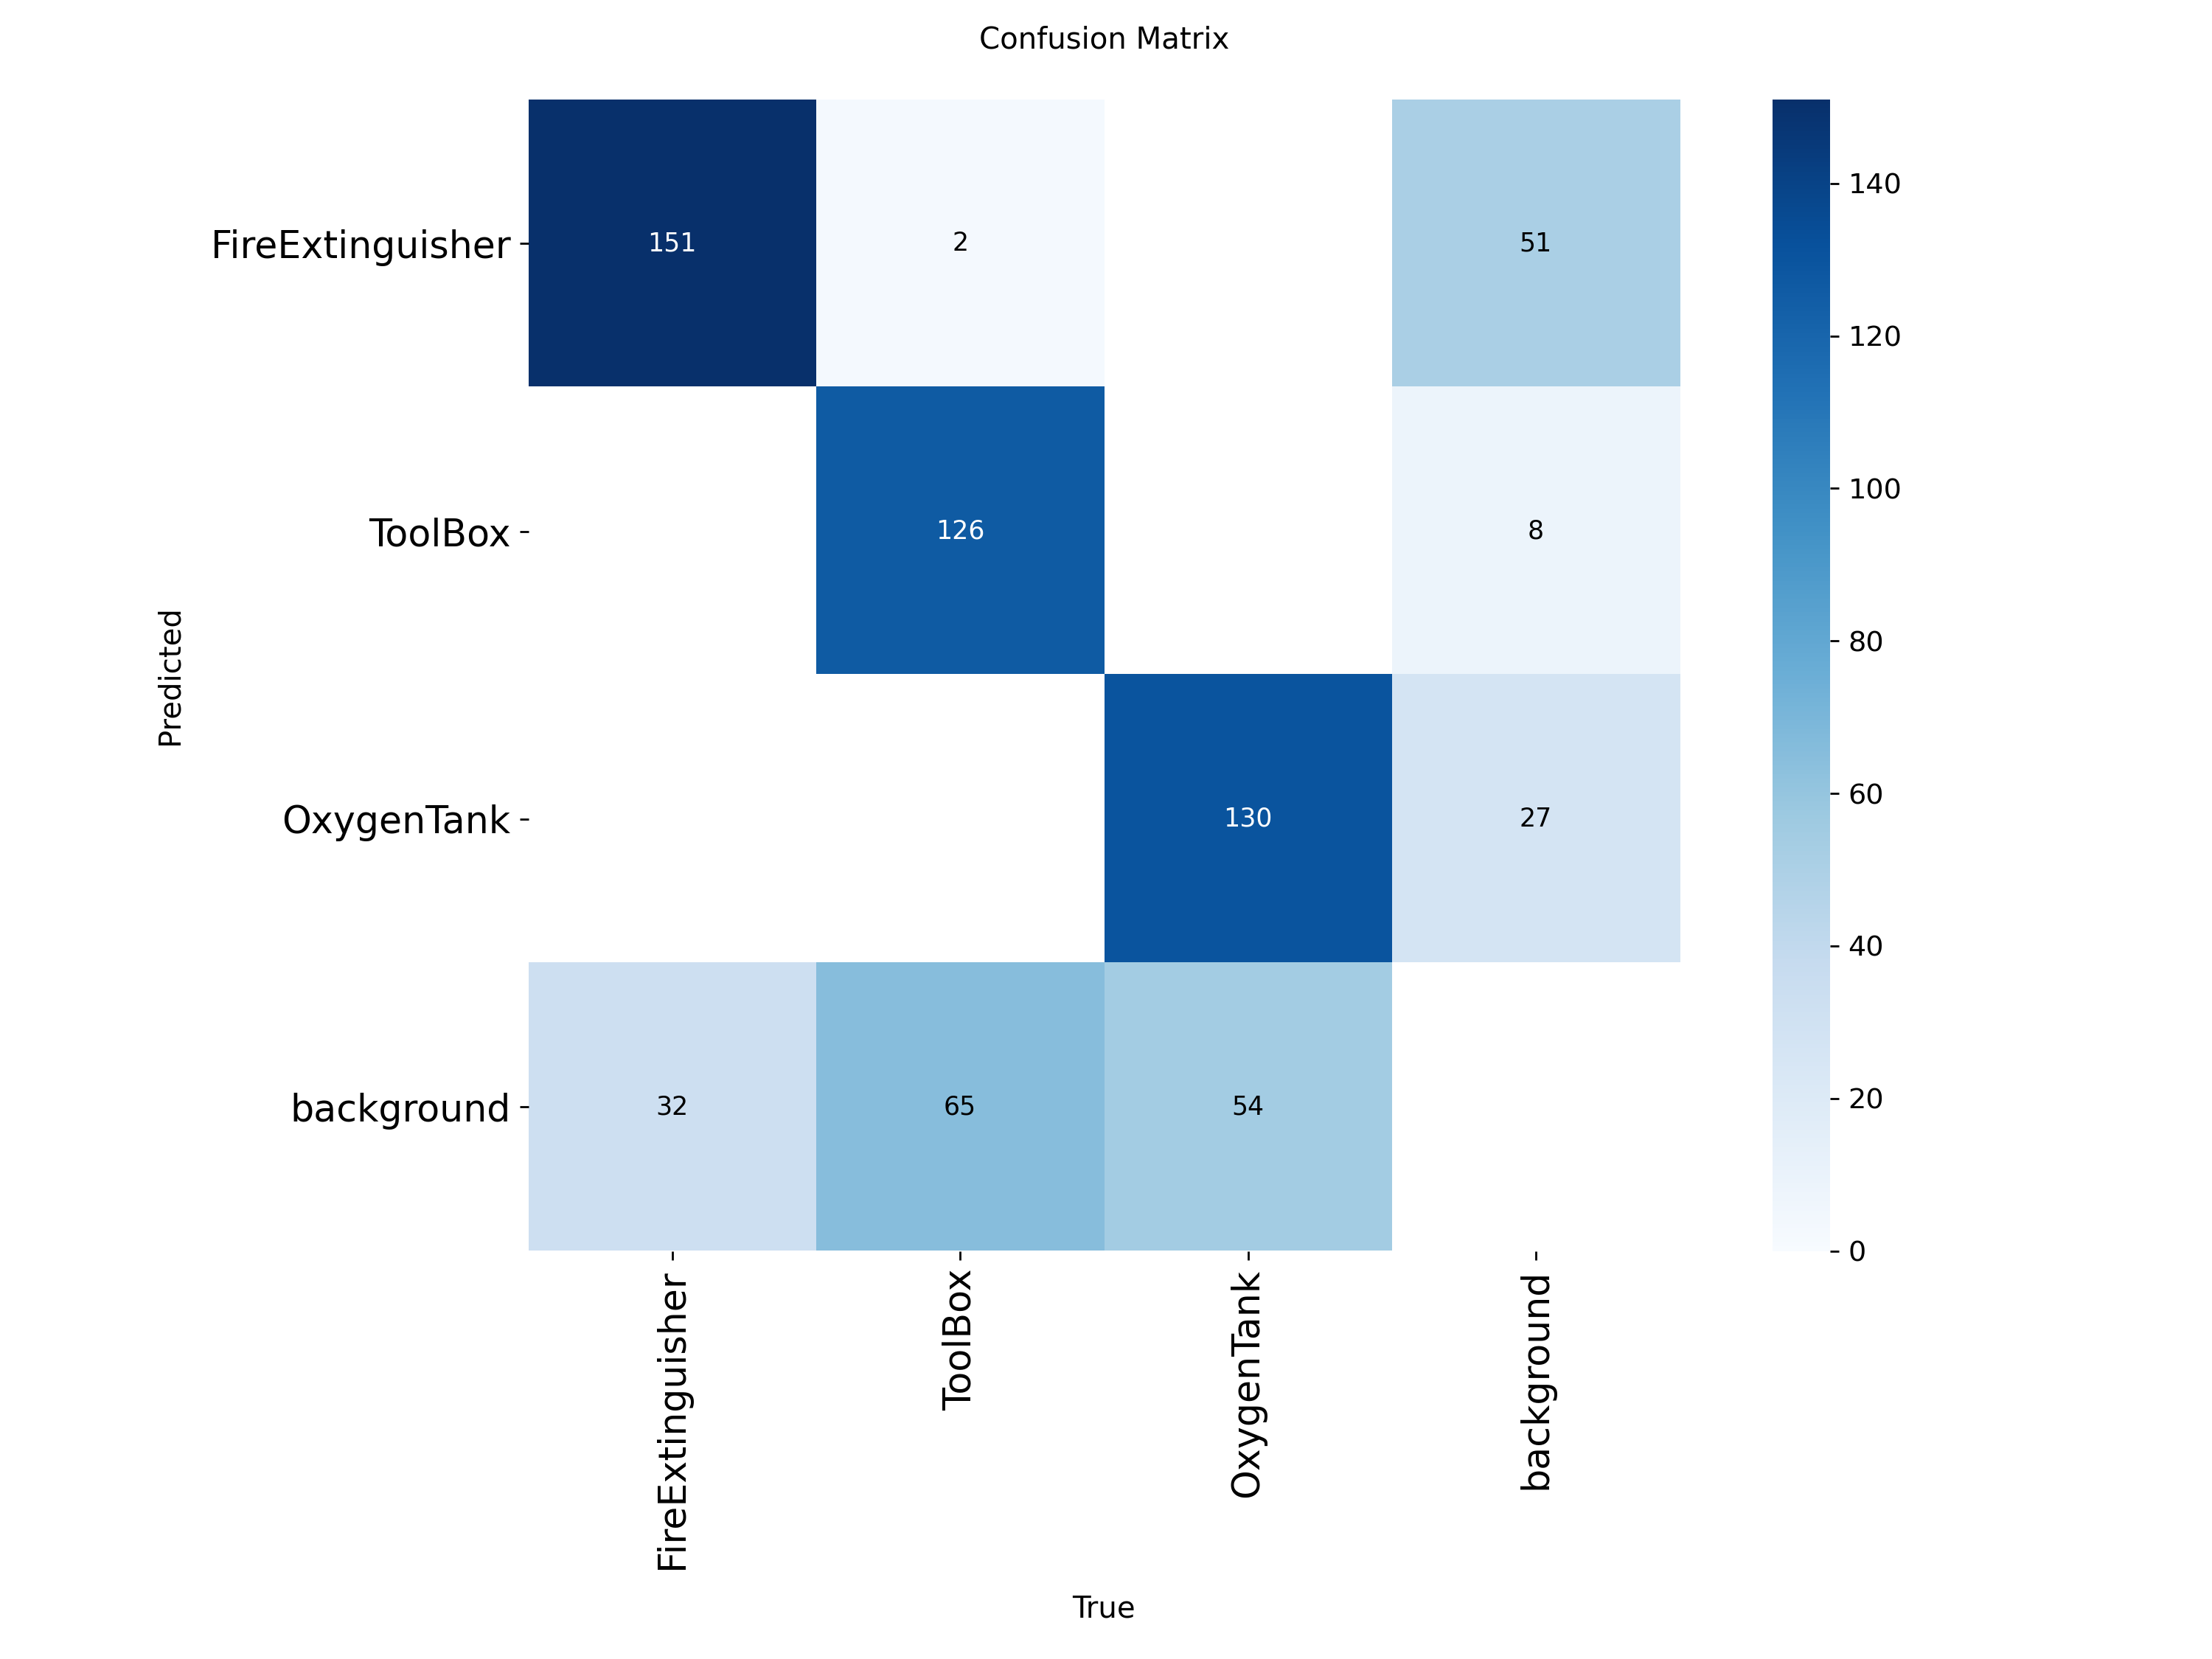 Confusion Matrix
FireExtinguisher
151
2
51
ToolBox
126
8
OxygenTank
130
27
background
32
65
54
Predicted
FireExtinguisher
ToolBox
OxygenTank
background
True
140
120
100
80
60
40
20
0